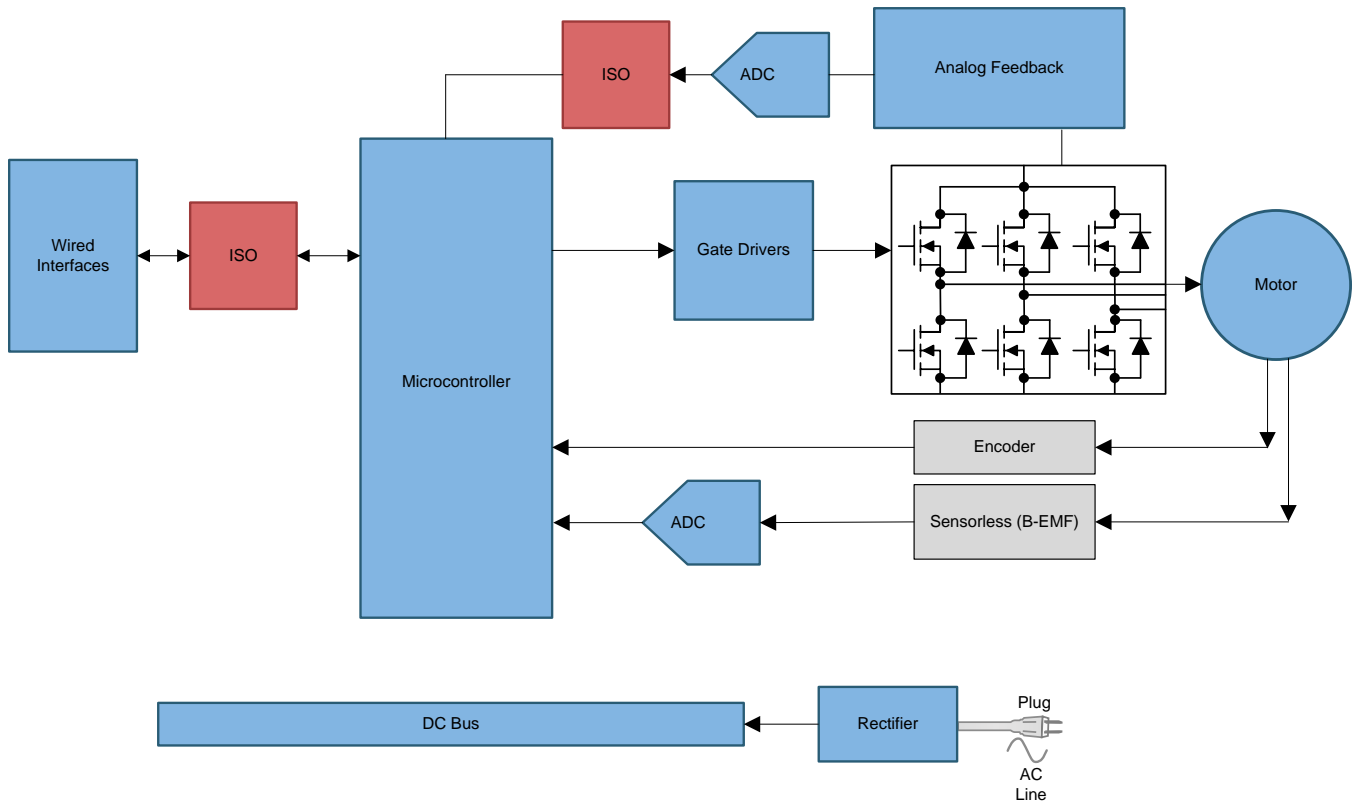 ISO
ADC
Analog Feedback
Wired
Interfaces
ISO
Gate Drivers
Motor
Microcontroller
Encoder
ADC
Sensorless (B-EMF)
Plug
DC Bus
Rectifier
AC
Line